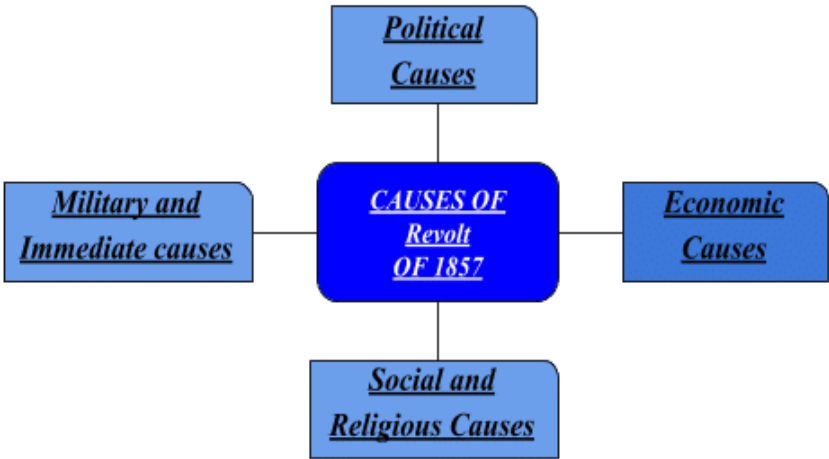 Political
Causes
Military and
Immediate causes
CAUSES OF
Revolt
OF 1857
Economic
Causes
Social and
Religious Causes